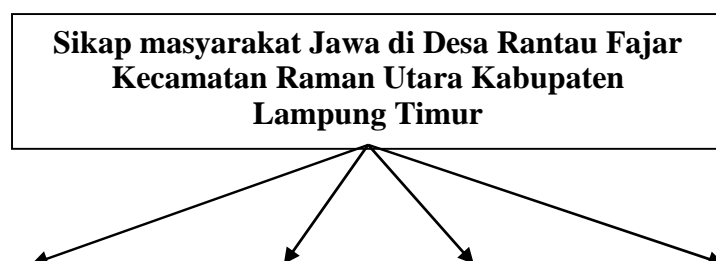 Sikap masyarakat Jawa di Desa Rantau Fajar
Kecamatan Raman Utara Kabupaten
Lampung Timur